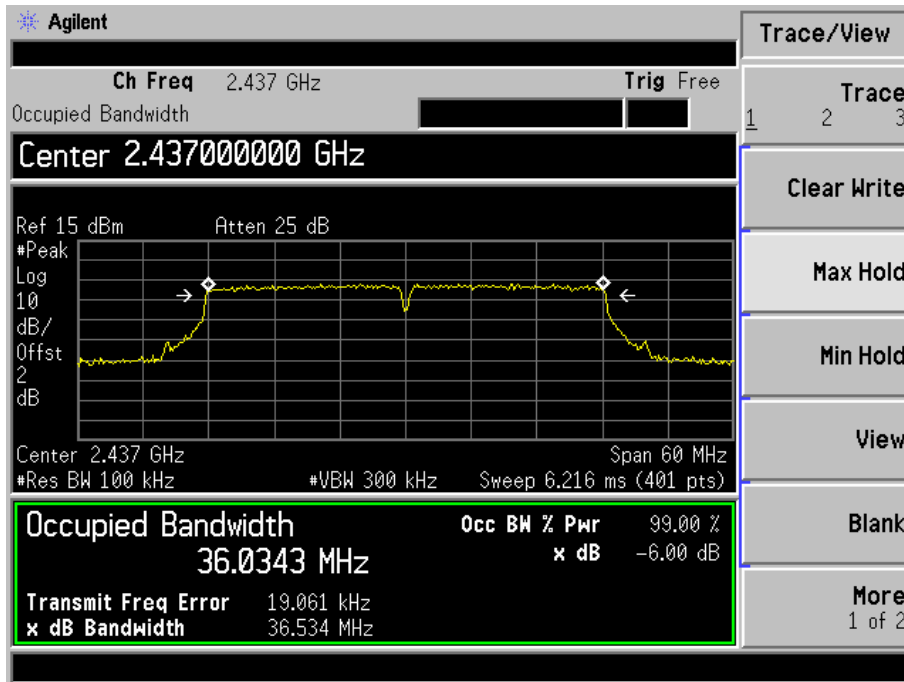 Agilent
Trace/View
Ch Freq 2.437 GHz Trig Free
Occupied Bandwidth
Trace
1 2 3
Center 2.437000000 GHz
Clear Write
Ref 15 dBm Atten 25 dB
#Peak
Log
10
dB/
Offst
2
dB
Max Hold
Min Hold
Center 2.437 GHz Span 60 MHz
#Res BW 100 kHz #VBW 300 kHz Sweep 6.216 ms (401 pts)
View
Occupied Bandwidth Occ BW % Pwr 99.00 %
36.0343 MHz x dB -6.00 dB
Transmit Freq Error 19.061 kHz
x dB Bandwidth 36.534 MHz
Blank
More
1 of 2